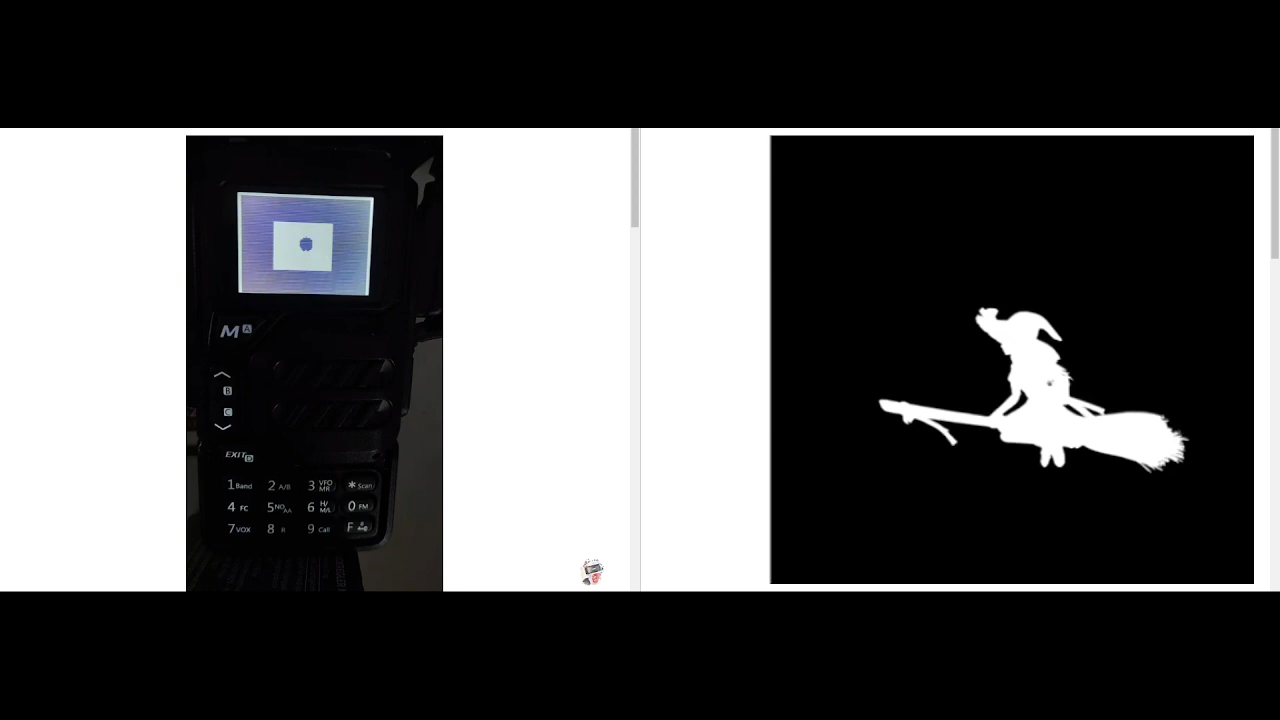 M A
B
C
EXIT D
1 Band 2 A/B 3 VFO MR * Scan
4 FC 5 NOAA 6 H/M/L 0 FM
7 VOX 8 R 9 Call F